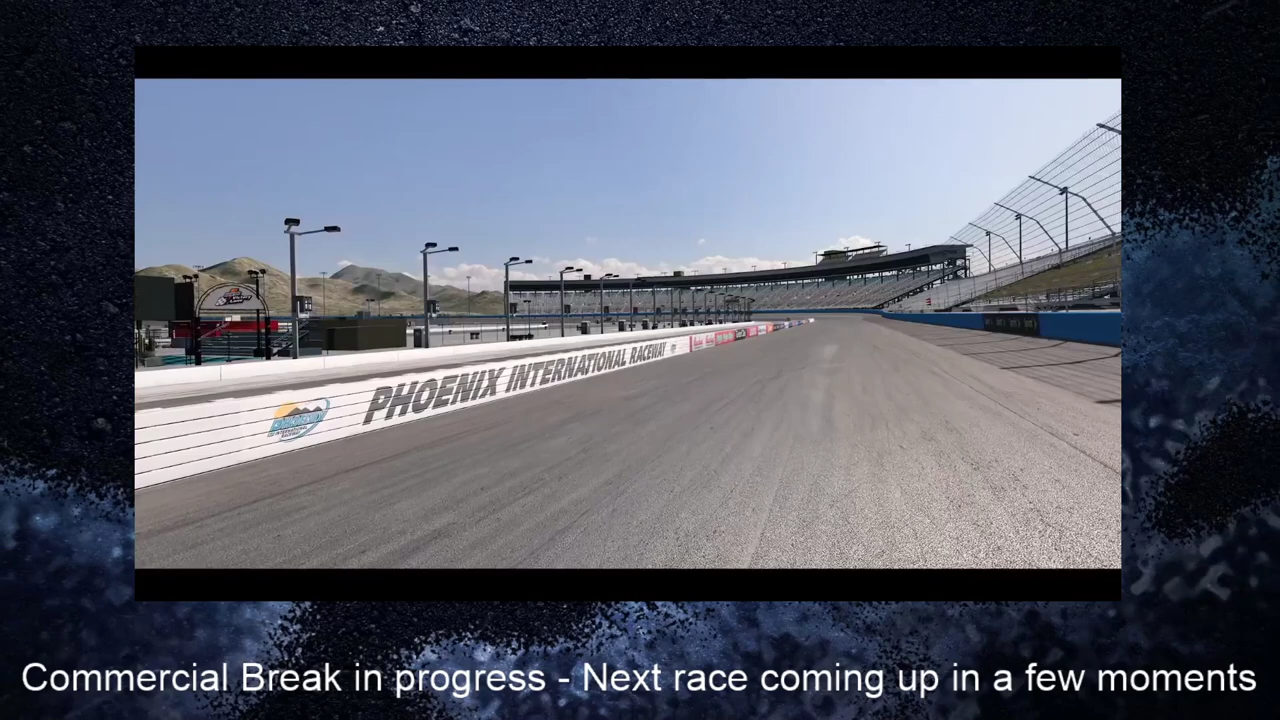 PHOENIX INTERNATIONAL RACEWAY
Commercial Break in progress - Next race coming up in a few moments